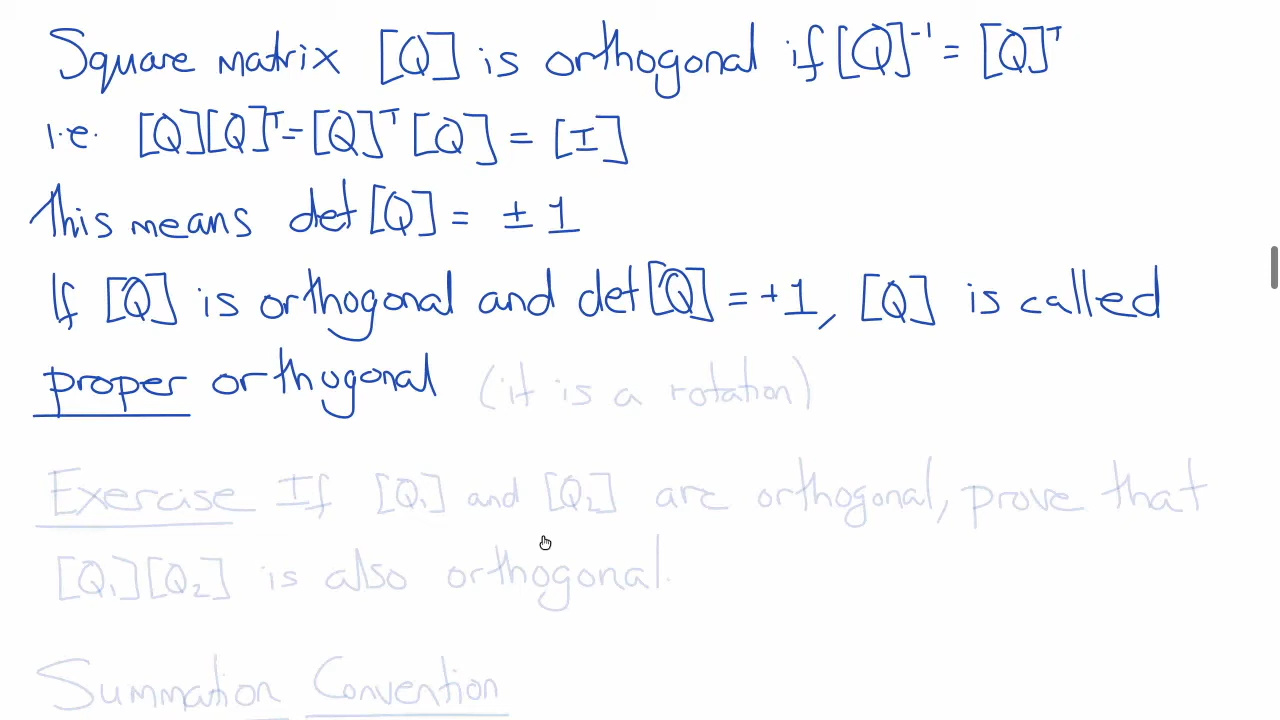 Square matrix [Q] is orthogonal if [Q]⁻¹ = [Q]ᵀ
i.e. [Q][Q]ᵀ = [Q]ᵀ [Q] = [I]
This means det [Q] = ± 1
If [Q] is orthogonal and det [Q] = +1, [Q] is called
proper orthogonal (it is a rotation)
Exercise If [Q₁] and [Q₂] are orthogonal, prove that
[Q₁][Q₂] is also orthogonal.
Summation Convention